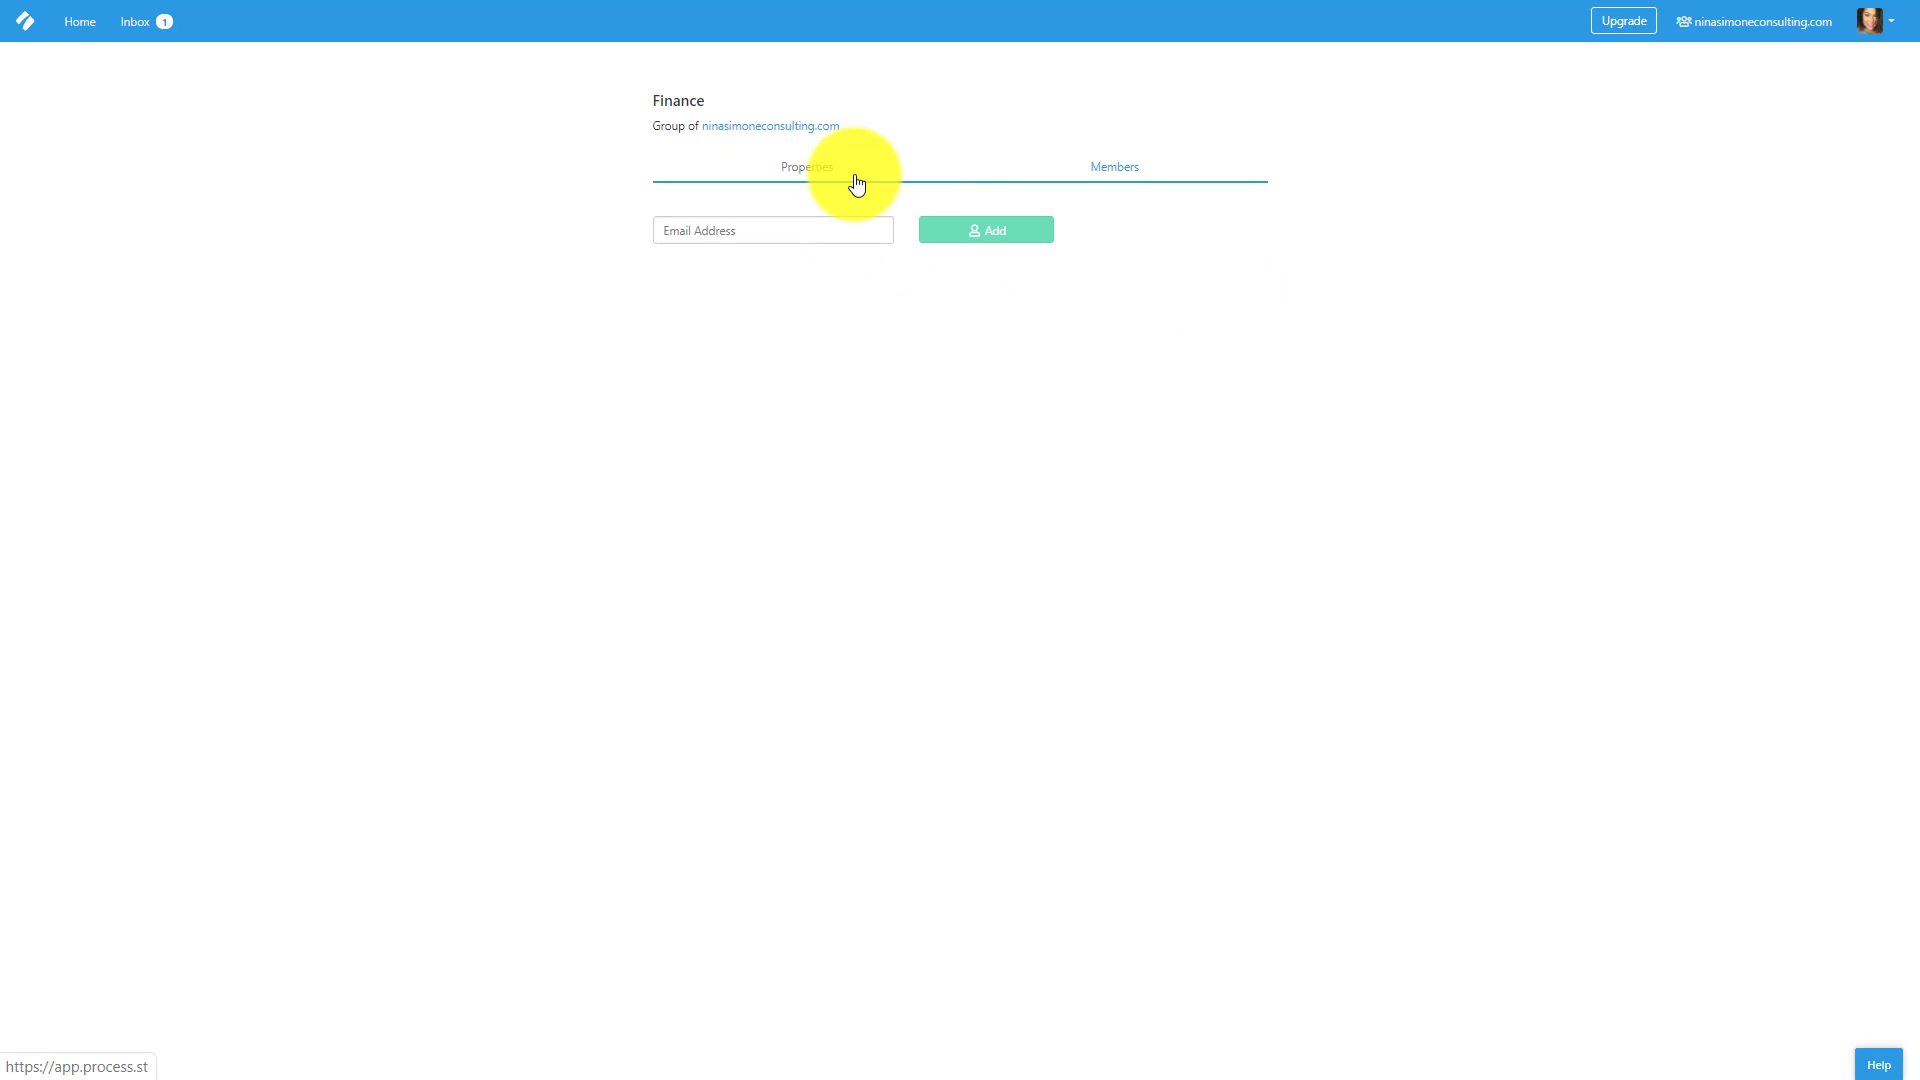 Home Inbox 1 Upgrade ninasimoneconsulting.com
Finance
Group of ninasimoneconsulting.com
Properties Members
Email Address Add
https://app.process.st
Help